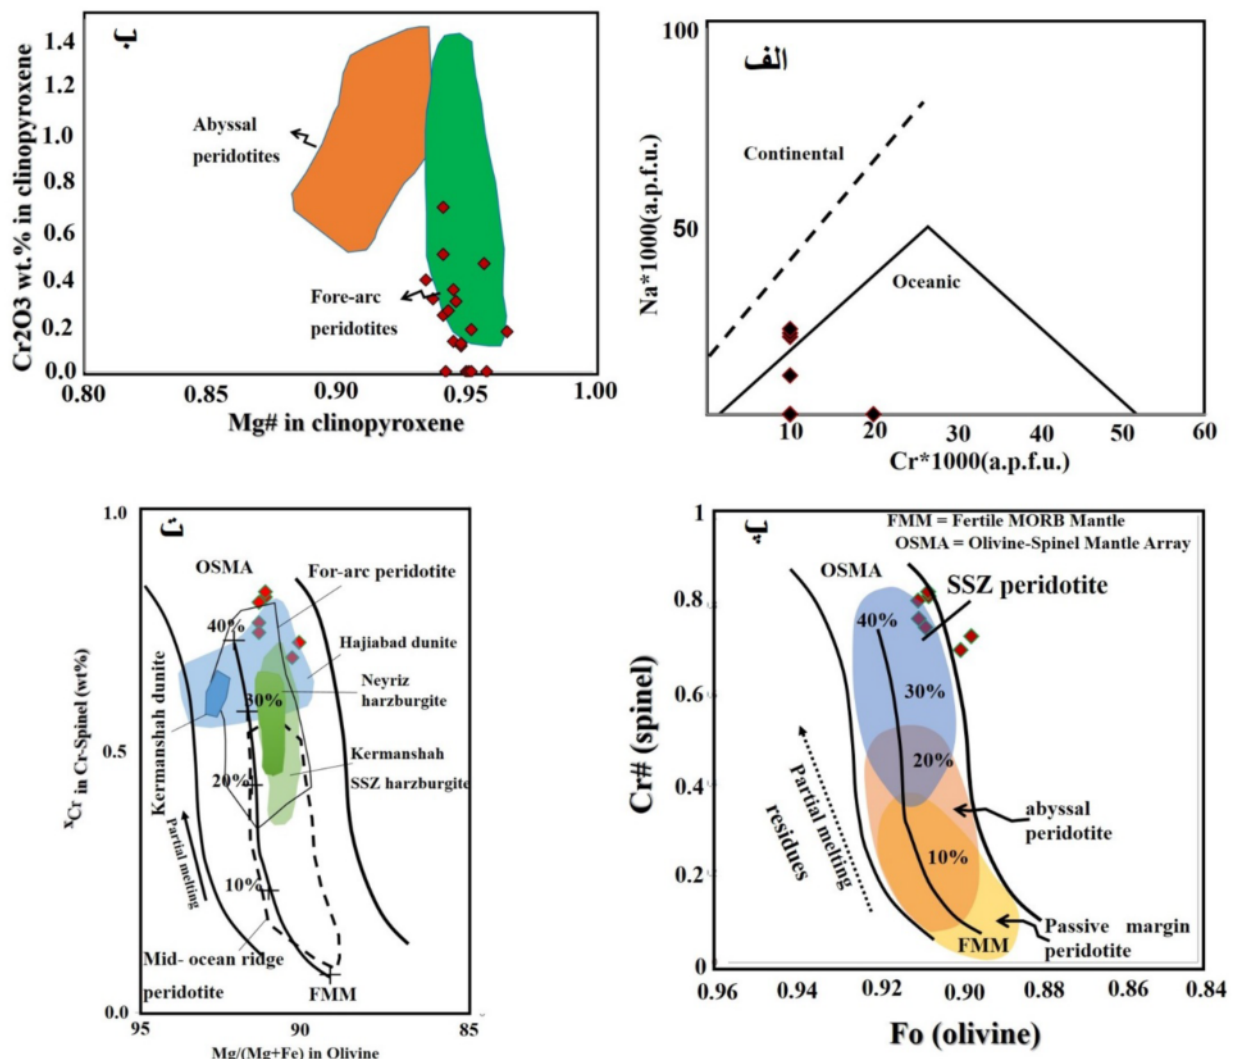 ب
1.4
1.2
1.0
0.8
0.6
0.4
0.2
0.0
Cr2O3 wt.% in clinopyroxene
Abyssal
peridotites
Fore-arc
peridotites
0.80
0.85
0.90
0.95
1.00
Mg# in clinopyroxene
الف
100
50
Na*1000(a.p.f.u.)
Continental
Oceanic
10
20
30
40
50
60
Cr*1000(a.p.f.u.)
ت
1.0
0.5
0.0
XCr in Cr-Spinel (wt%)
OSMA
For-arc peridotite
40%
Hajiabad dunite
Neyriz
harzburgite
30%
Kermanshah dunite
Kermanshah
SSZ harzburgite
20%
Partial melting
10%
Mid- ocean ridge
peridotite
FMM
95
90
85
Mg/(Mg+Fe) in Olivine
1
0.8
0.6
0.4
0.2
0
Cr# (spinel)
FMM = Fertile MORB Mantle
OSMA = Olivine-Spinel Mantle Array
OSMA
SSZ peridotite
40%
30%
20%
abyssal
peridotite
Partial melting
residues
10%
Passive margin
peridotite
FMM
0.96
0.94
0.92
0.90
0.88
0.86
0.84
Fo (olivine)